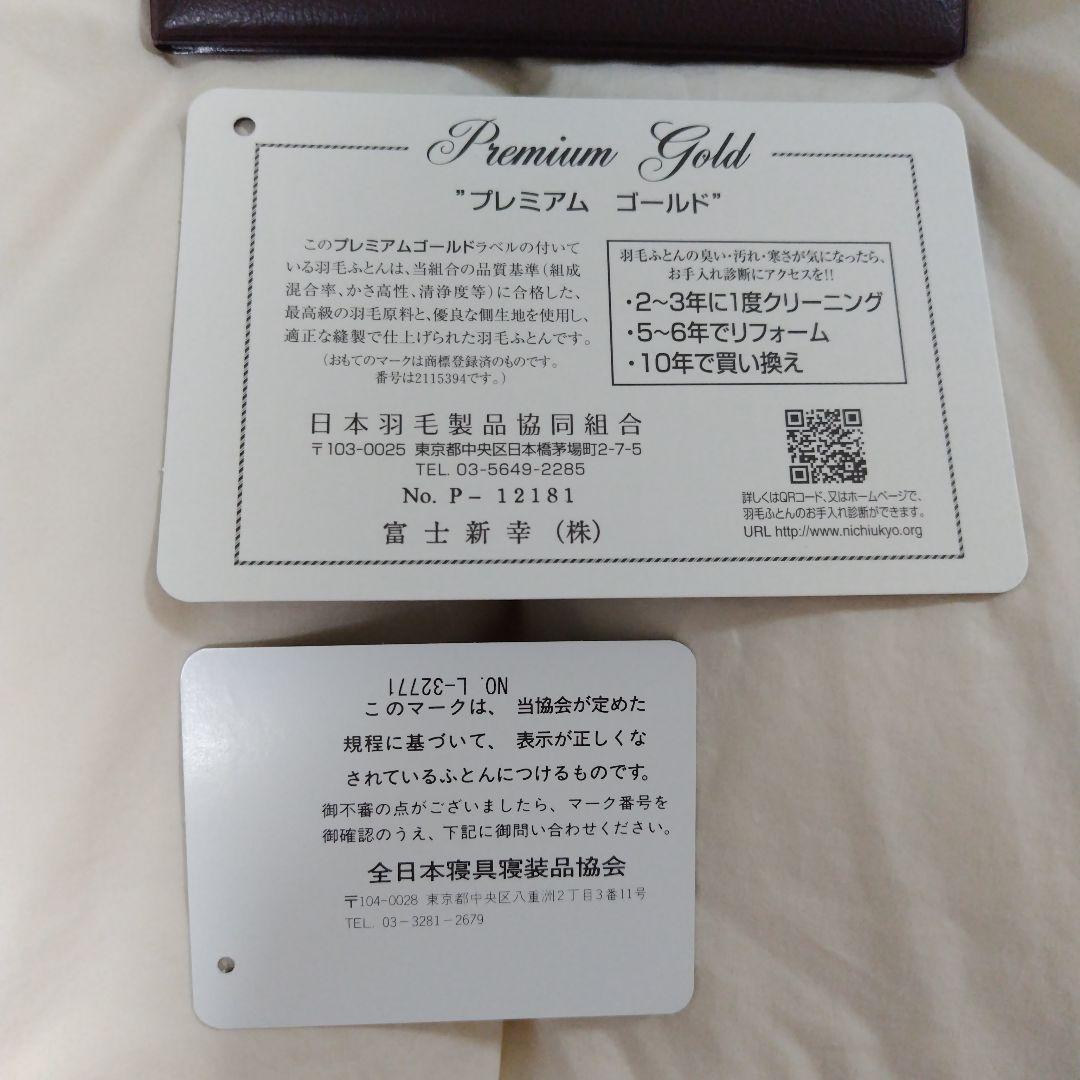 Premium Gold
”プレミアム ゴールド”
このプレミアムゴールドラベルの付いて
いる羽毛ふとんは、当組合の品質基準(組成
混合率、かさ高性、清浄度等)に合格した、
最高級の羽毛原料と、優良な側生地を使用し、
適正な縫製で仕上げられた羽毛ふとんです。
(おもてのマークは商標登録済のものです。
番号は2115394です。)
羽毛ふとんの臭い・汚れ・寒さが気になったら、
お手入れ診断にアクセスを!!
・2〜3年に1度クリーニング
・5〜6年でリフォーム
・10年で買い換え
日本羽毛製品協同組合
〒103-0025 東京都中央区日本橋茅場町2-7-5
TEL. 03-5649-2285
No. P- 12181
富士新幸(株)
詳しくはQRコード、又はホームページで、
羽毛ふとんのお手入れ診断ができます。
URL http://www.nichiukyo.org
NO. L-32771
このマークは、当協会が定めた
規程に基づいて、表示が正しくな
されているふとんにつけるものです。
御不審の点がございましたら、マーク番号を
御確認のうえ、下記に御問い合わせください。
全日本寝具寝装品協会
〒104-0028 東京都中央区八重洲2丁目3番11号
TEL. 03-3281-2679